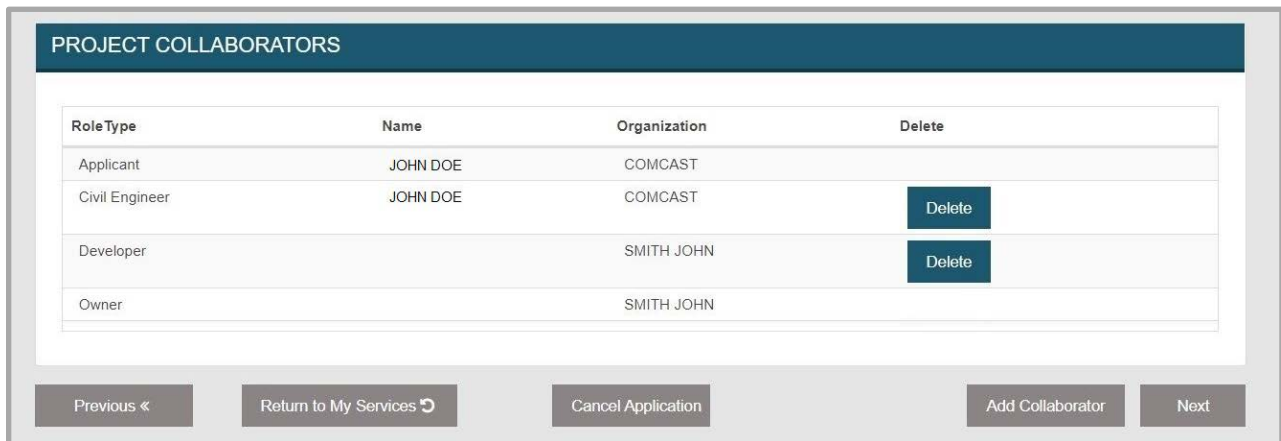 PROJECT COLLABORATORS
RoleType Name Organization Delete
Applicant JOHN DOE COMCAST
Civil Engineer JOHN DOE COMCAST Delete
Developer SMITH JOHN Delete
Owner SMITH JOHN
Previous « Return to My Services Cancel Application Add Collaborator Next